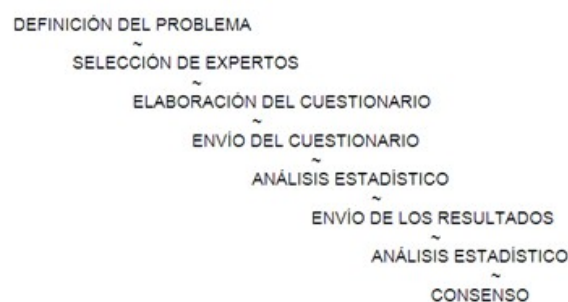 DEFINICIÓN DEL PROBLEMA
~
SELECCIÓN DE EXPERTOS
~
ELABORACIÓN DEL CUESTIONARIO
~
ENVÍO DEL CUESTIONARIO
~
ANÁLISIS ESTADÍSTICO
~
ENVÍO DE LOS RESULTADOS
~
ANÁLISIS ESTADÍSTICO
~
CONSENSO